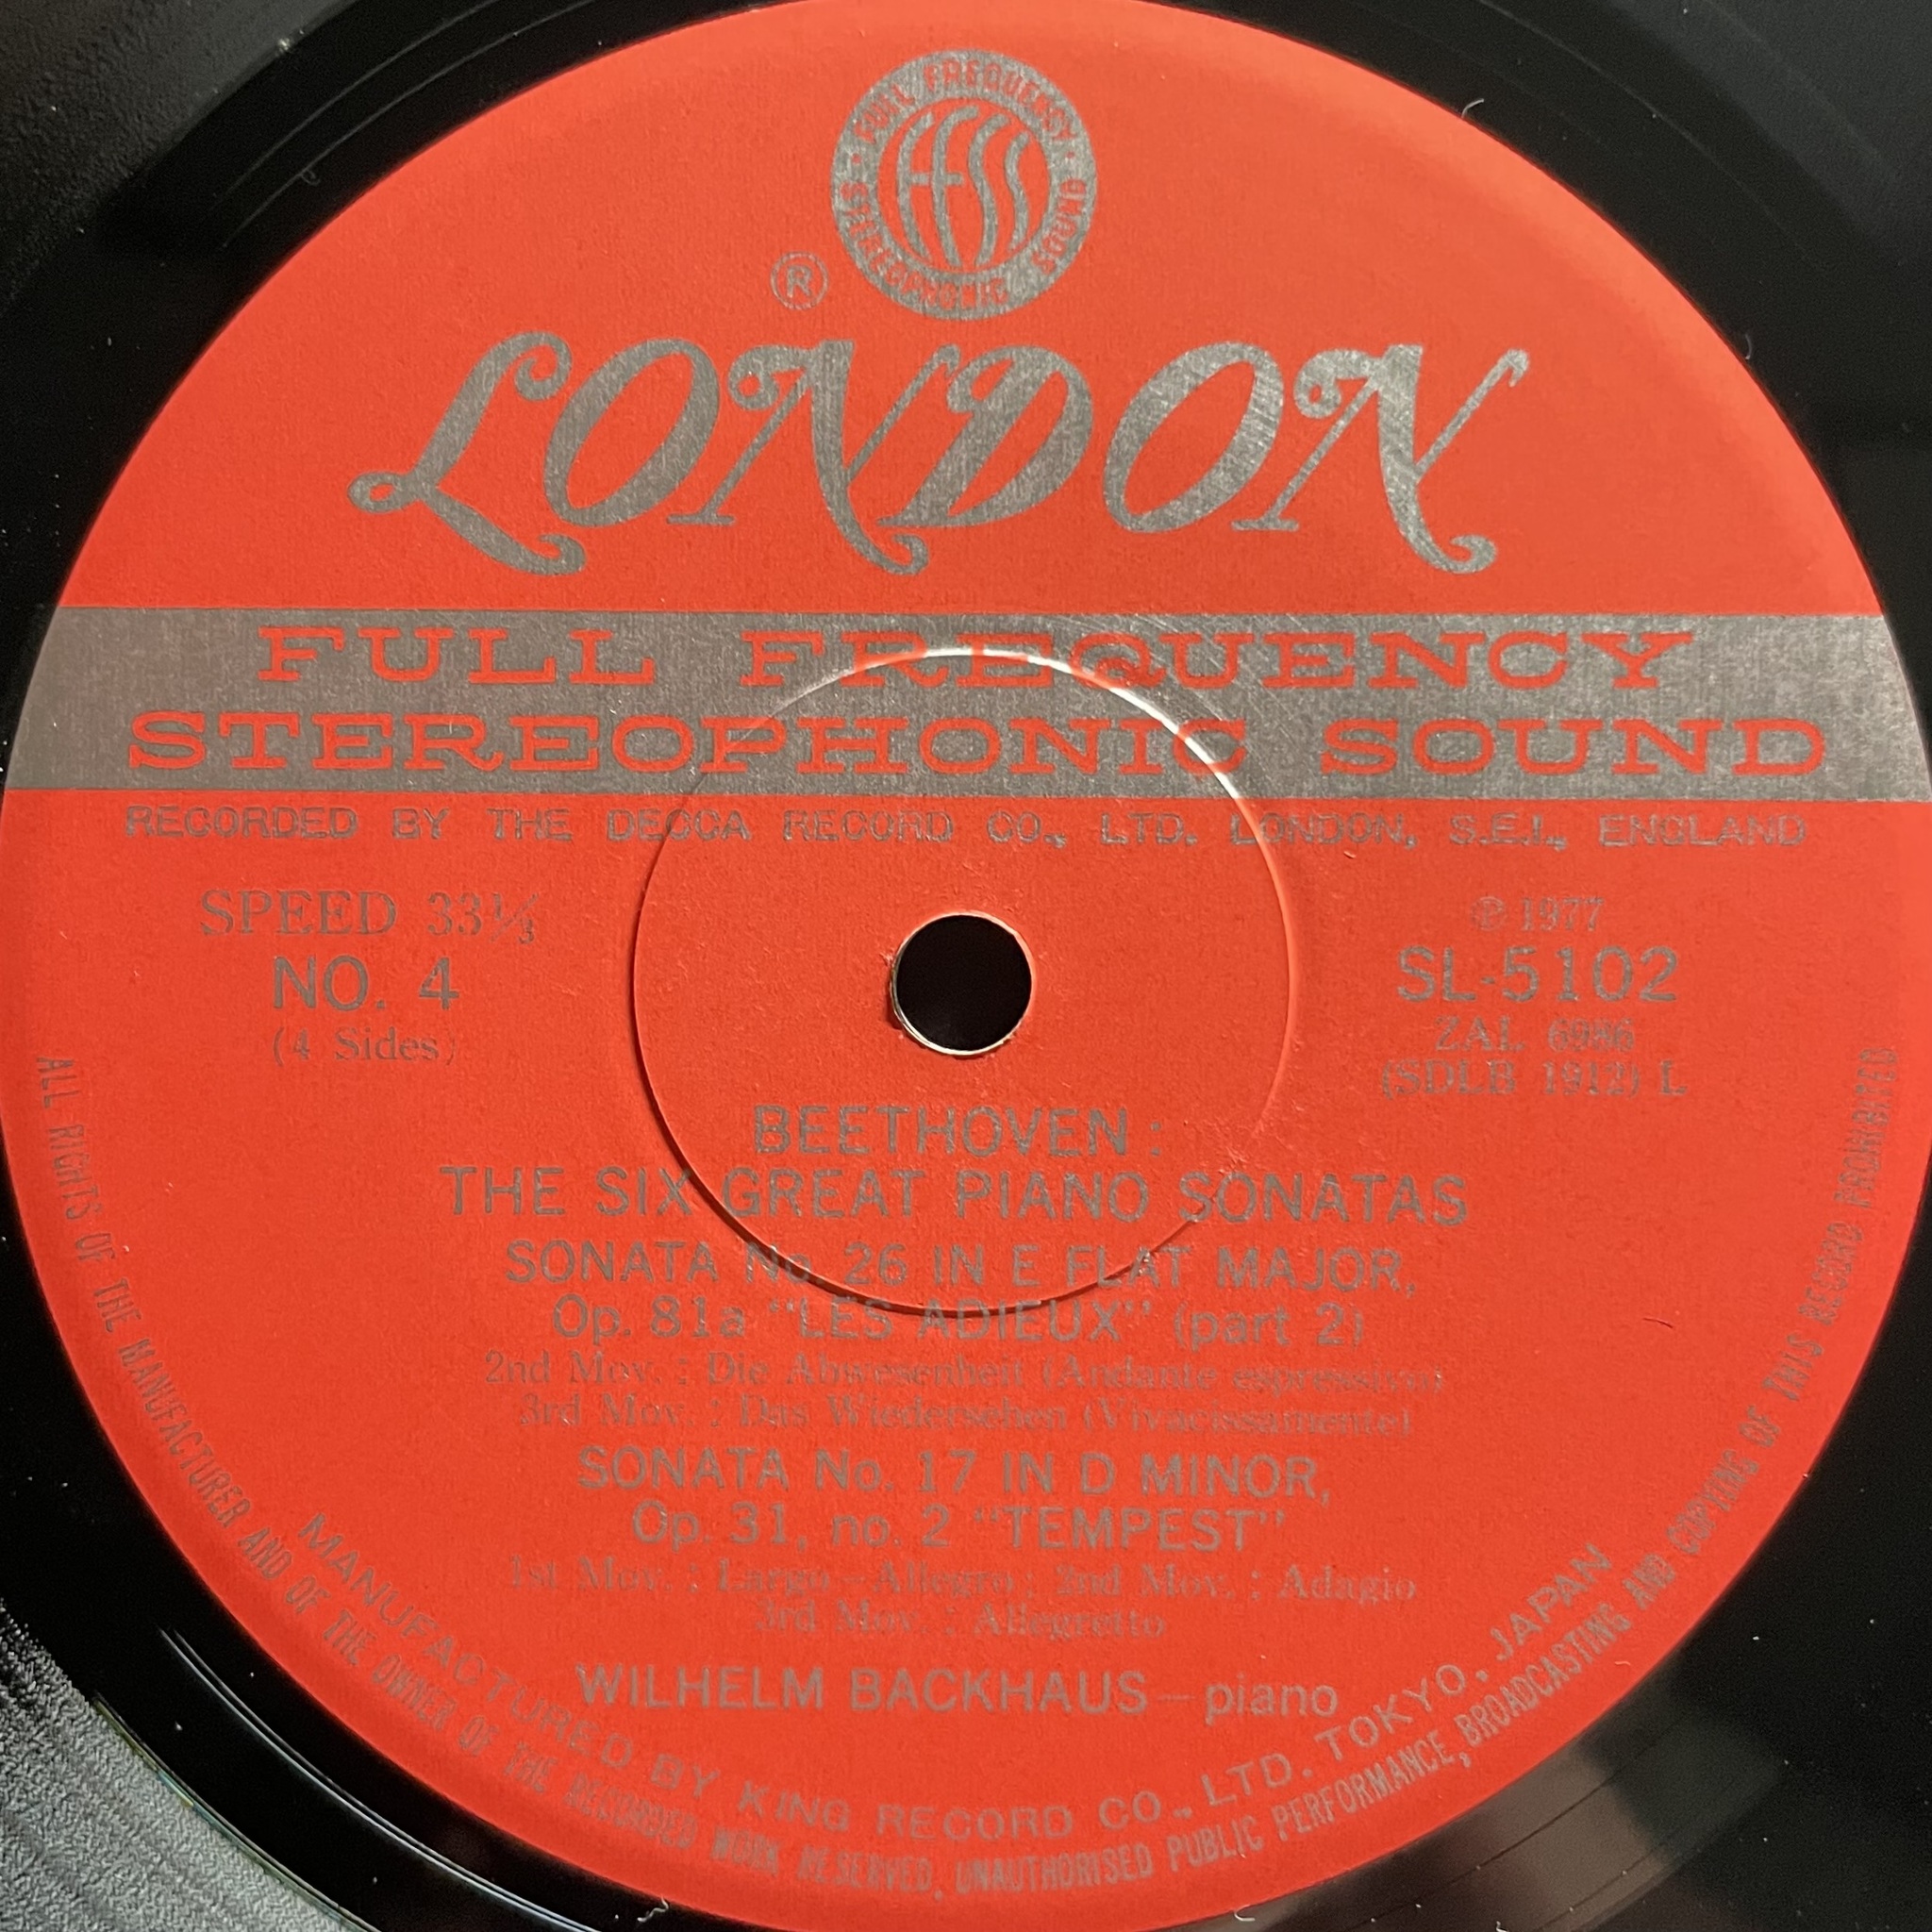 FULL FREQUENCY
FFSS
STEREOPHONIC SOUND
®
LONDON
FULL FREQUENCY
STEREOPHONIC SOUND
RECORDED BY THE DECCA RECORD CO., LTD. LONDON, S.E.I., ENGLAND
SPEED 33⅓
NO. 4
(4 Sides)
℗ 1977
SL-5102
ZAL 6986
(SDLB 1912) L
BEETHOVEN :
THE SIX GREAT PIANO SONATAS
SONATA No. 26 IN E FLAT MAJOR,
Op. 81a "LES ADIEUX" (part 2)
2nd Mov. : Die Abwesenheit (Andante espressivo)
3rd Mov. : Das Wiedersehen (Vivacissamente)
SONATA No. 17 IN D MINOR,
Op. 31, no. 2 "TEMPEST"
1st Mov. : Largo – Allegro ; 2nd Mov. : Adagio
3rd Mov. : Allegretto
WILHELM BACKHAUS – piano
MANUFACTURED BY KING RECORD CO., LTD. TOKYO, JAPAN
ALL RIGHTS OF THE MANUFACTURER AND OF THE OWNER OF THE RECORDED WORK RESERVED. UNAUTHORISED PUBLIC PERFORMANCE, BROADCASTING AND COPYING OF THIS RECORD PROHIBITED